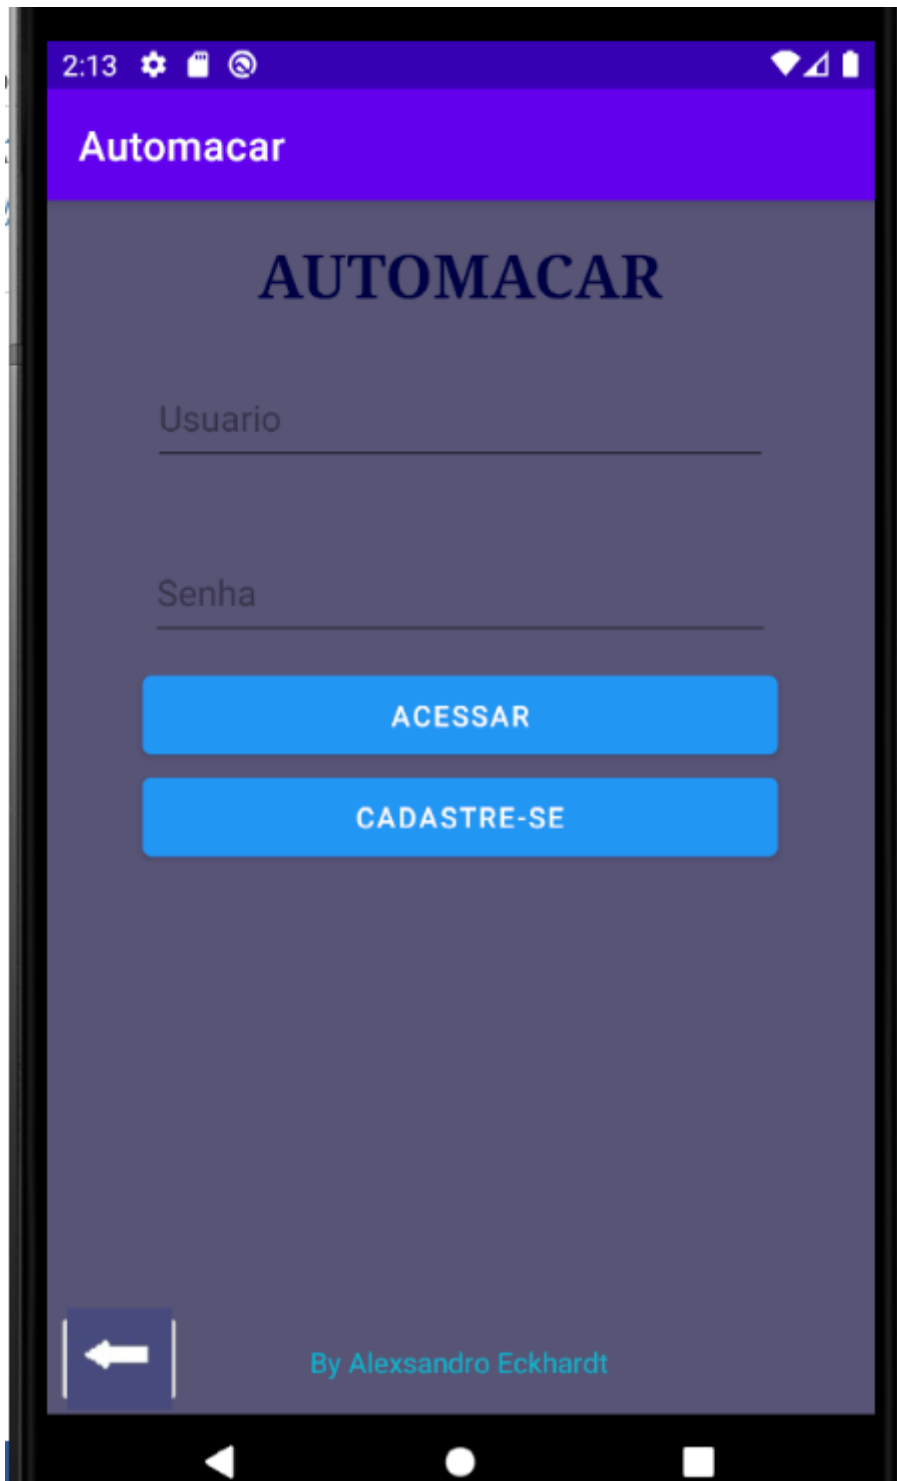 2:13
Automacar
AUTOMACAR
Usuario
Senha
ACESSAR
CADASTRE-SE
By Alexsandro Eckhardt